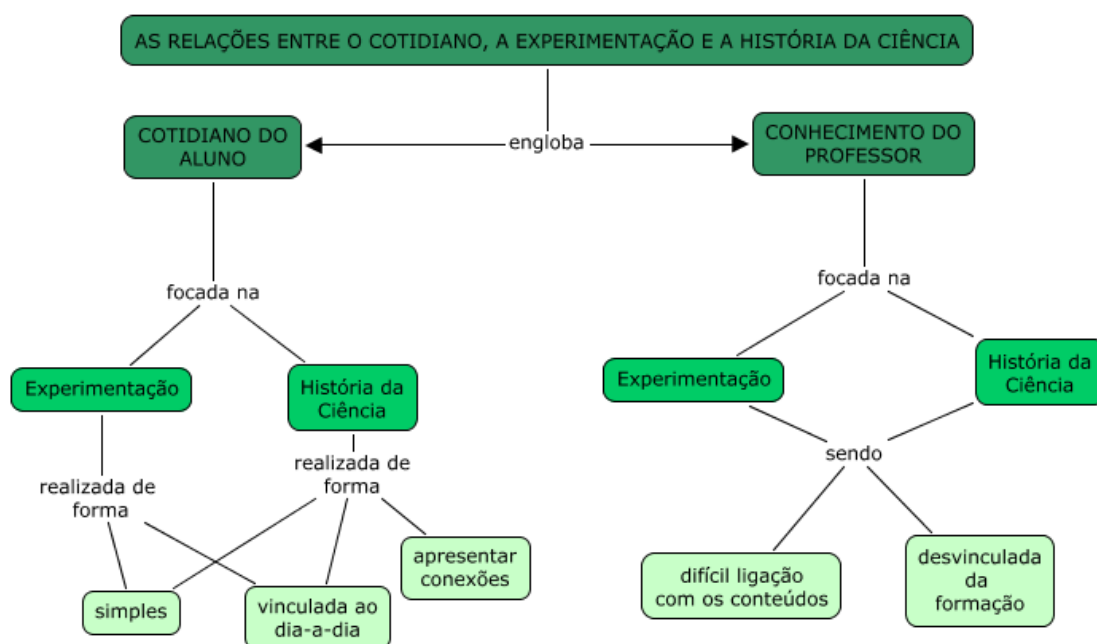 AS RELAÇÕES ENTRE O COTIDIANO, A EXPERIMENTAÇÃO E A HISTÓRIA DA CIÊNCIA
COTIDIANO DO
ALUNO
engloba
CONHECIMENTO DO
PROFESSOR
focada na
Experimentação
História da
Ciência
realizada de
forma
realizada de
forma
simples
vinculada ao
dia-a-dia
apresentar
conexões
focada na
Experimentação
História da
Ciência
sendo
difícil ligação
com os conteúdos
desvinculada
da
formação